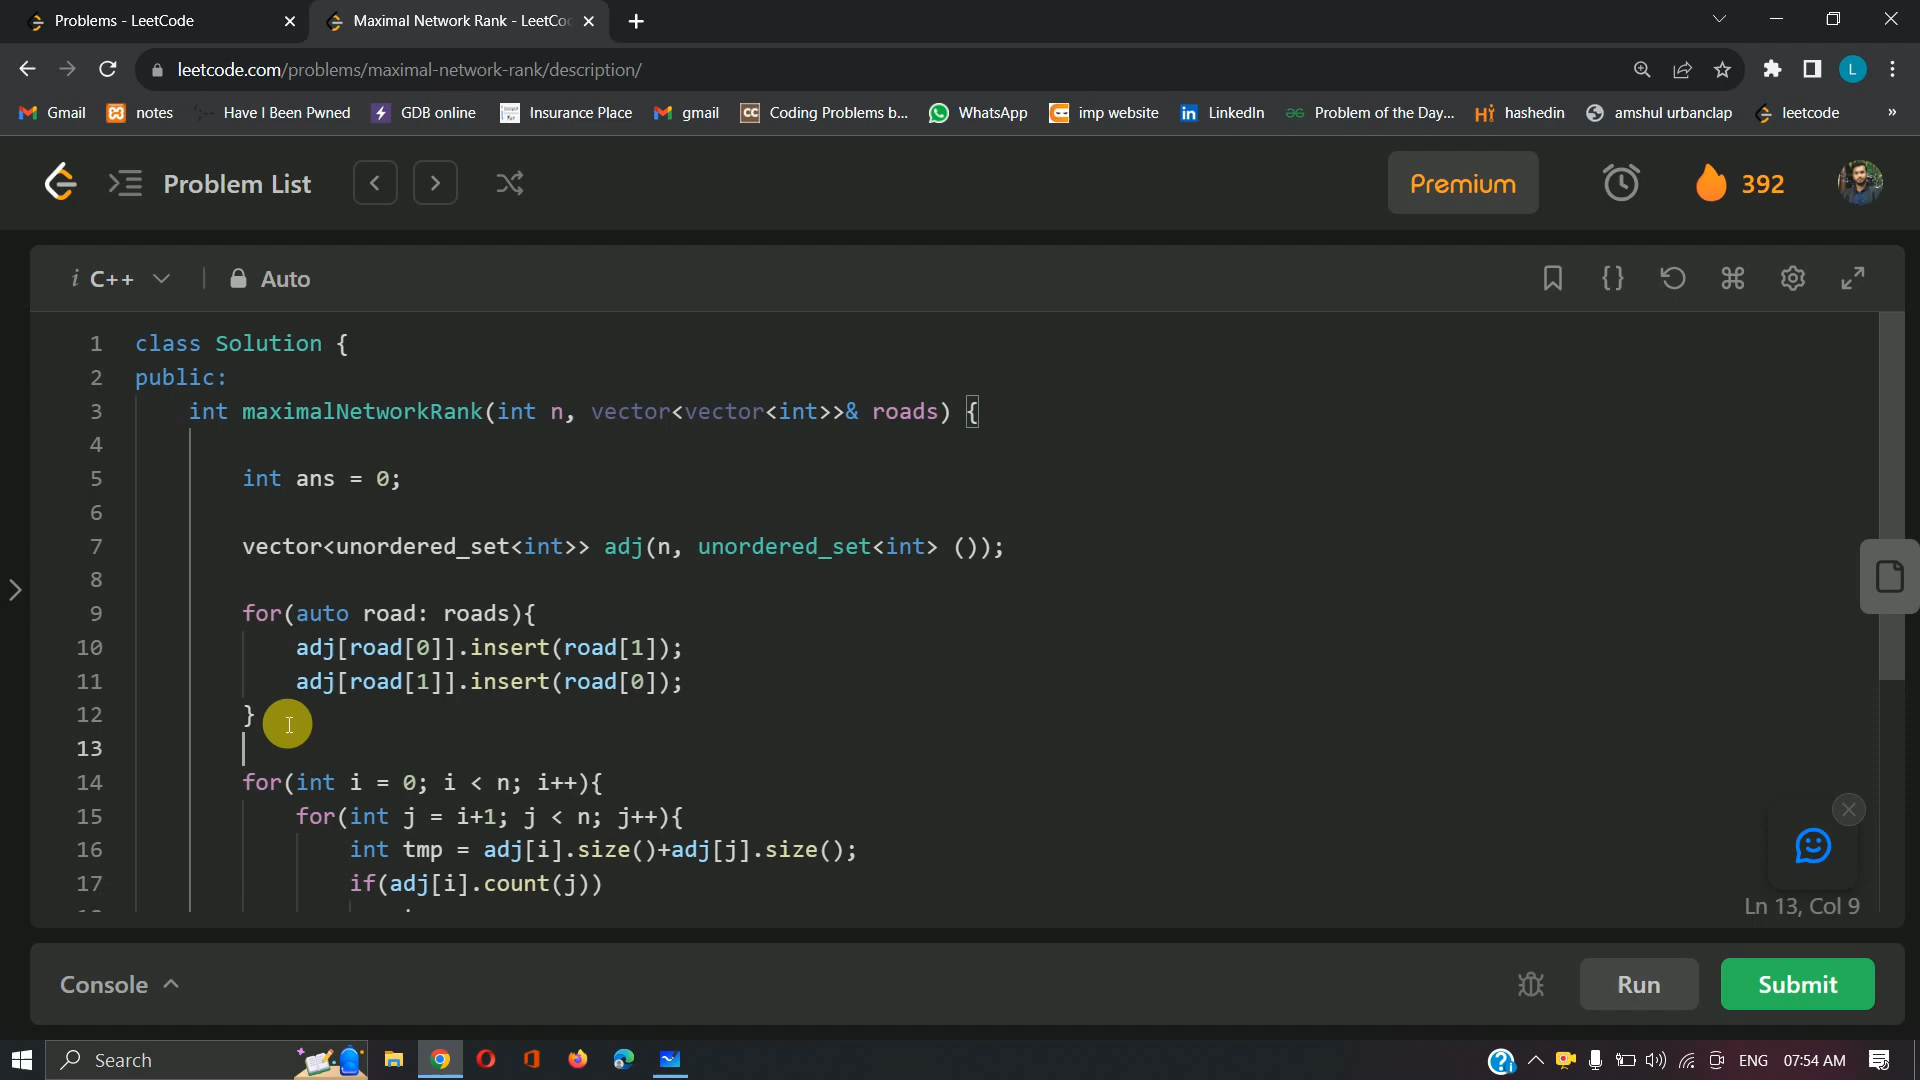 Problems - LeetCode
Maximal Network Rank - LeetCo
leetcode.com/problems/maximal-network-rank/description/
L
Gmail
notes
Have I Been Pwned
GDB online
Insurance Place
gmail
CC Coding Problems b...
WhatsApp
imp website
in LinkedIn
Problem of the Day...
hashedin
amshul urbanclap
leetcode
»
Problem List
Premium
392
i C++
Auto
1 class Solution {
2 public:
3 int maximalNetworkRank(int n, vector<vector<int>>& roads) {
4
5 int ans = 0;
6
7 vector<unordered_set<int>> adj(n, unordered_set<int> ());
8
9 for(auto road: roads){
10 adj[road[0]].insert(road[1]);
11 adj[road[1]].insert(road[0]);
12 }
13
14 for(int i = 0; i < n; i++){
15 for(int j = i+1; j < n; j++){
16 int tmp = adj[i].size()+adj[j].size();
17 if(adj[i].count(j))
Ln 13, Col 9
Console
Run
Submit
Search
ENG
07:54 AM